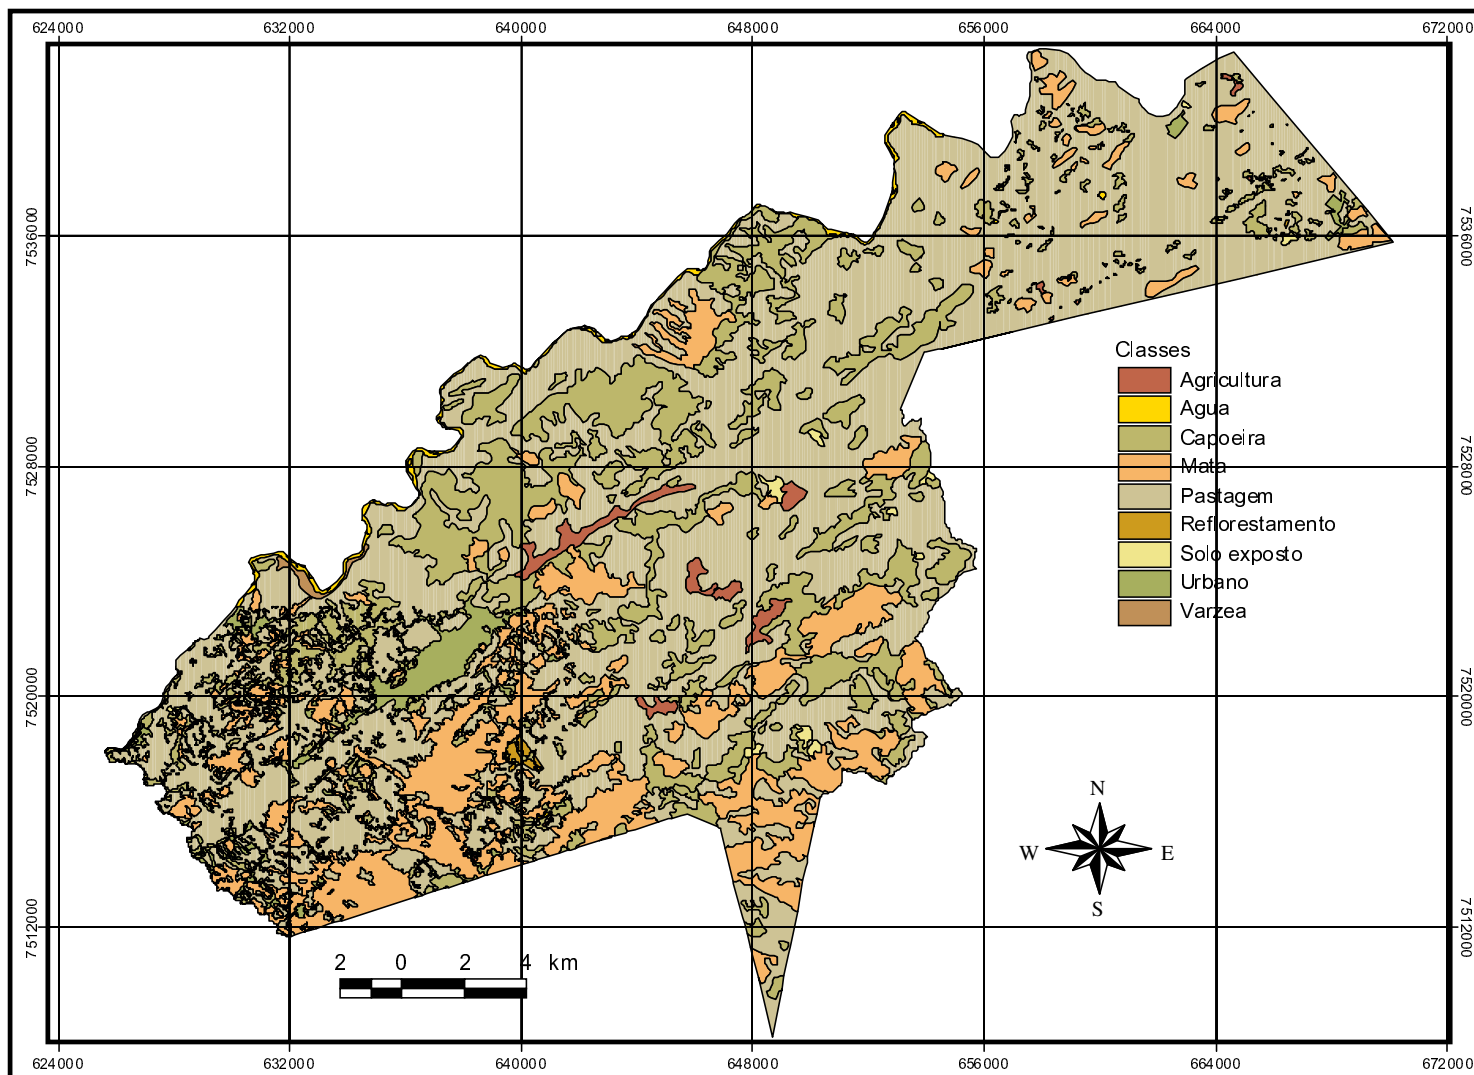 624000 632000 640000 648000 656000 664000 672000
7536000 7536000
Classes
Agricultura
Agua
Capoeira
7528000 Mata 7528000
Pastagem
Reflorestamento
Solo exposto
Urbano
Varzea
7520000 7520000
N
W E
S
7512000 7512000
2 0 2 4 km
624000 632000 640000 648000 656000 664000 672000